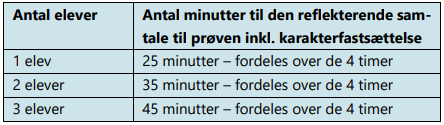 Antal elever
Antal minutter til den reflekterende sam-
tale til prøven inkl. karakterfastsættelse
1 elev
25 minutter – fordeles over de 4 timer
2 elever
35 minutter – fordeles over de 4 timer
3 elever
45 minutter – fordeles over de 4 timer